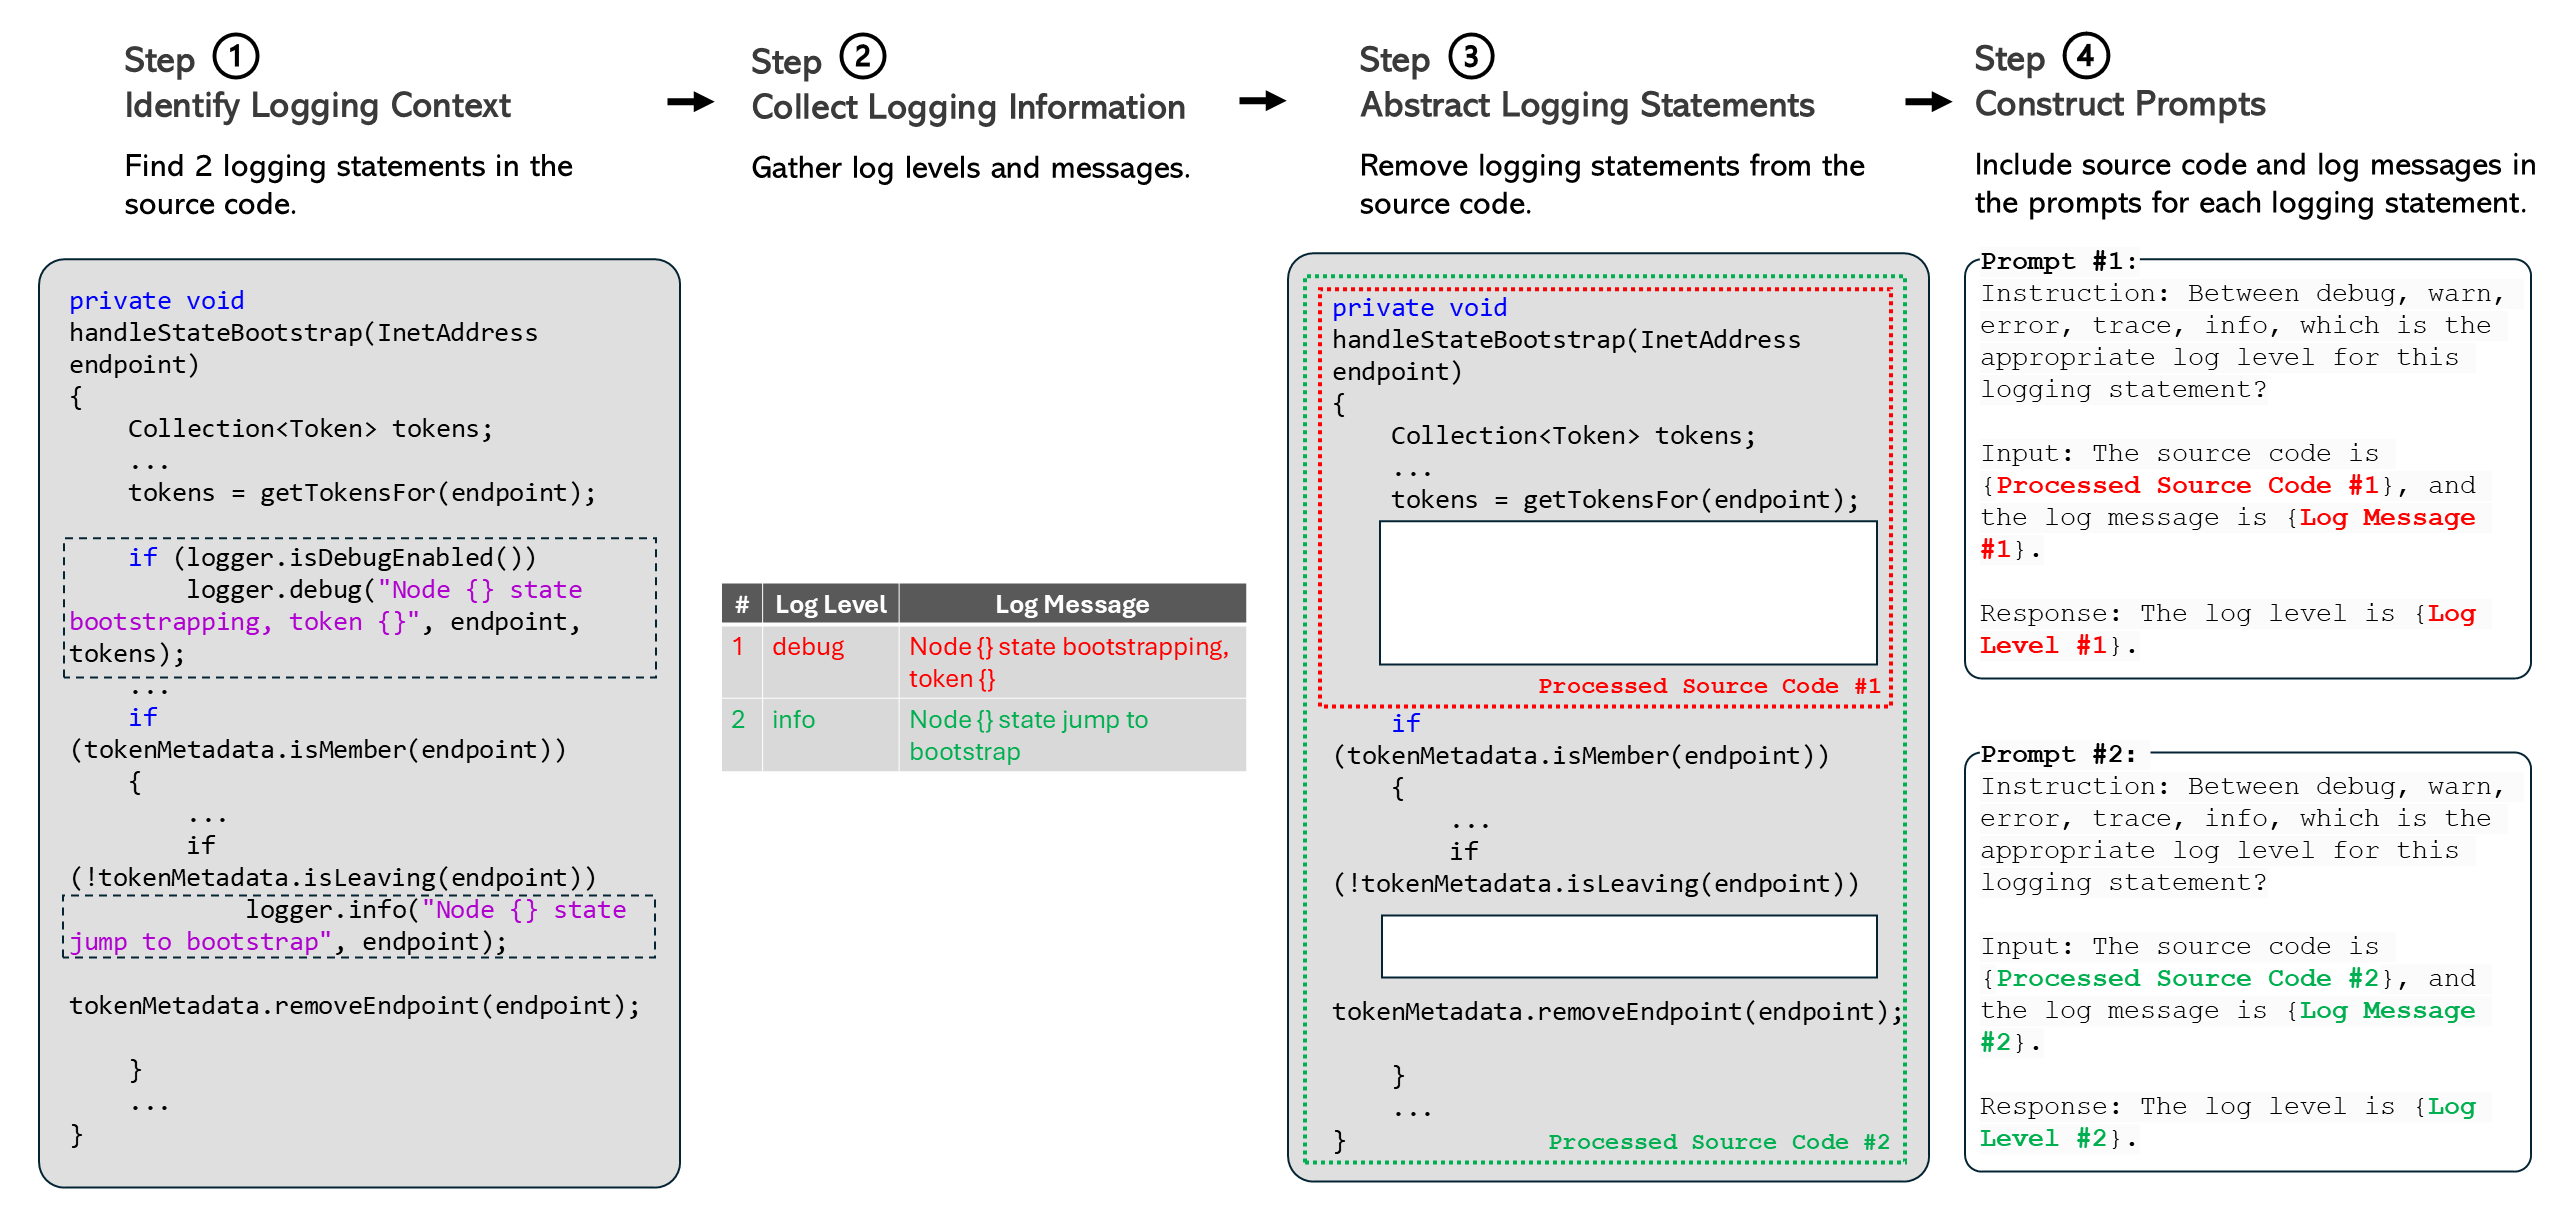 Step 1
Identify Logging Context
Find 2 logging statements in the
source code.
private void
handleStateBootstrap(InetAddress
endpoint)
{
Collection<Token> tokens;
...
tokens = getTokensFor(endpoint);
if (logger.isDebugEnabled())
logger.debug("Node {} state
bootstrapping, token {}", endpoint,
tokens);
...
if
(tokenMetadata.isMember(endpoint))
{
...
if
(!tokenMetadata.isLeaving(endpoint))
logger.info("Node {} state
jump to bootstrap", endpoint);
tokenMetadata.removeEndpoint(endpoint);
}
...
}
Step 2
Collect Logging Information
Gather log levels and messages.
# Log Level Log Message
1 debug Node {} state bootstrapping,
token {}
2 info Node {} state jump to
bootstrap
Step 3
Abstract Logging Statements
Remove logging statements from the
source code.
private void
handleStateBootstrap(InetAddress
endpoint)
{
Collection<Token> tokens;
...
tokens = getTokensFor(endpoint);
Processed Source Code #1
if
(tokenMetadata.isMember(endpoint))
{
...
if
(!tokenMetadata.isLeaving(endpoint))
tokenMetadata.removeEndpoint(endpoint);
}
...
} Processed Source Code #2
Step 4
Construct Prompts
Include source code and log messages in
the prompts for each logging statement.
Prompt #1:
Instruction: Between debug, warn,
error, trace, info, which is the
appropriate log level for this
logging statement?
Input: The source code is
{Processed Source Code #1}, and
the log message is {Log Message
#1}.
Response: The log level is {Log
Level #1}.
Prompt #2:
Instruction: Between debug, warn,
error, trace, info, which is the
appropriate log level for this
logging statement?
Input: The source code is
{Processed Source Code #2}, and
the log message is {Log Message
#2}.
Response: The log level is {Log
Level #2}.